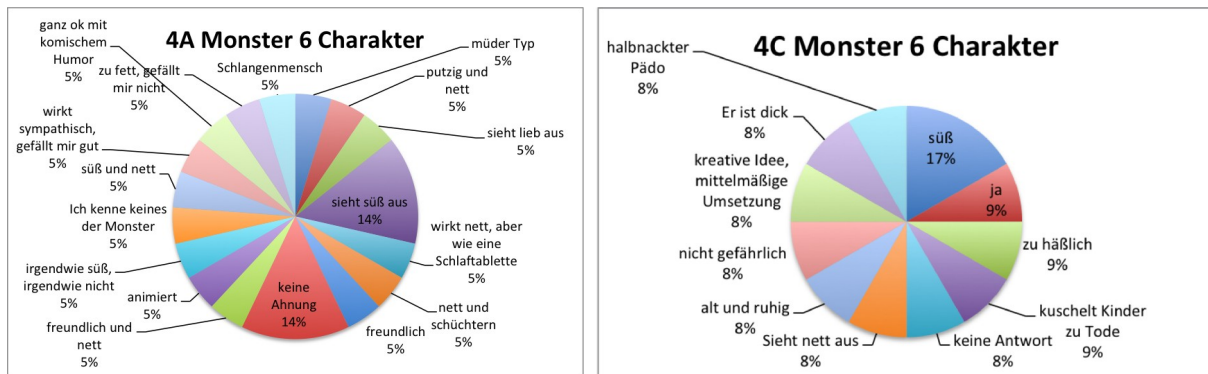 4A Monster 6 Charakter
müder Typ
5%
putzig und
nett
5%
sieht lieb aus
5%
sieht süß aus
14%
wirkt nett, aber
wie eine
Schlaftablette
5%
nett und
schüchtern
5%
freundlich
5%
keine
Ahnung
14%
freundlich und
nett
5%
animiert
5%
irgendwie süß,
irgendwie nicht
5%
Ich kenne keines
der Monster
5%
süß und nett
5%
wirkt
sympathisch,
gefällt mir gut
5%
ganz ok mit
komischem
Humor
5%
zu fett, gefällt
mir nicht
5%
Schlangenmensch
5%
4C Monster 6 Charakter
süß
17%
ja
9%
zu häßlich
9%
kuschelt Kinder
zu Tode
9%
keine Antwort
8%
Sieht nett aus
8%
alt und ruhig
8%
nicht gefährlich
8%
kreative Idee,
mittelmäßige
Umsetzung
8%
Er ist dick
8%
halbnackter
Pädo
8%